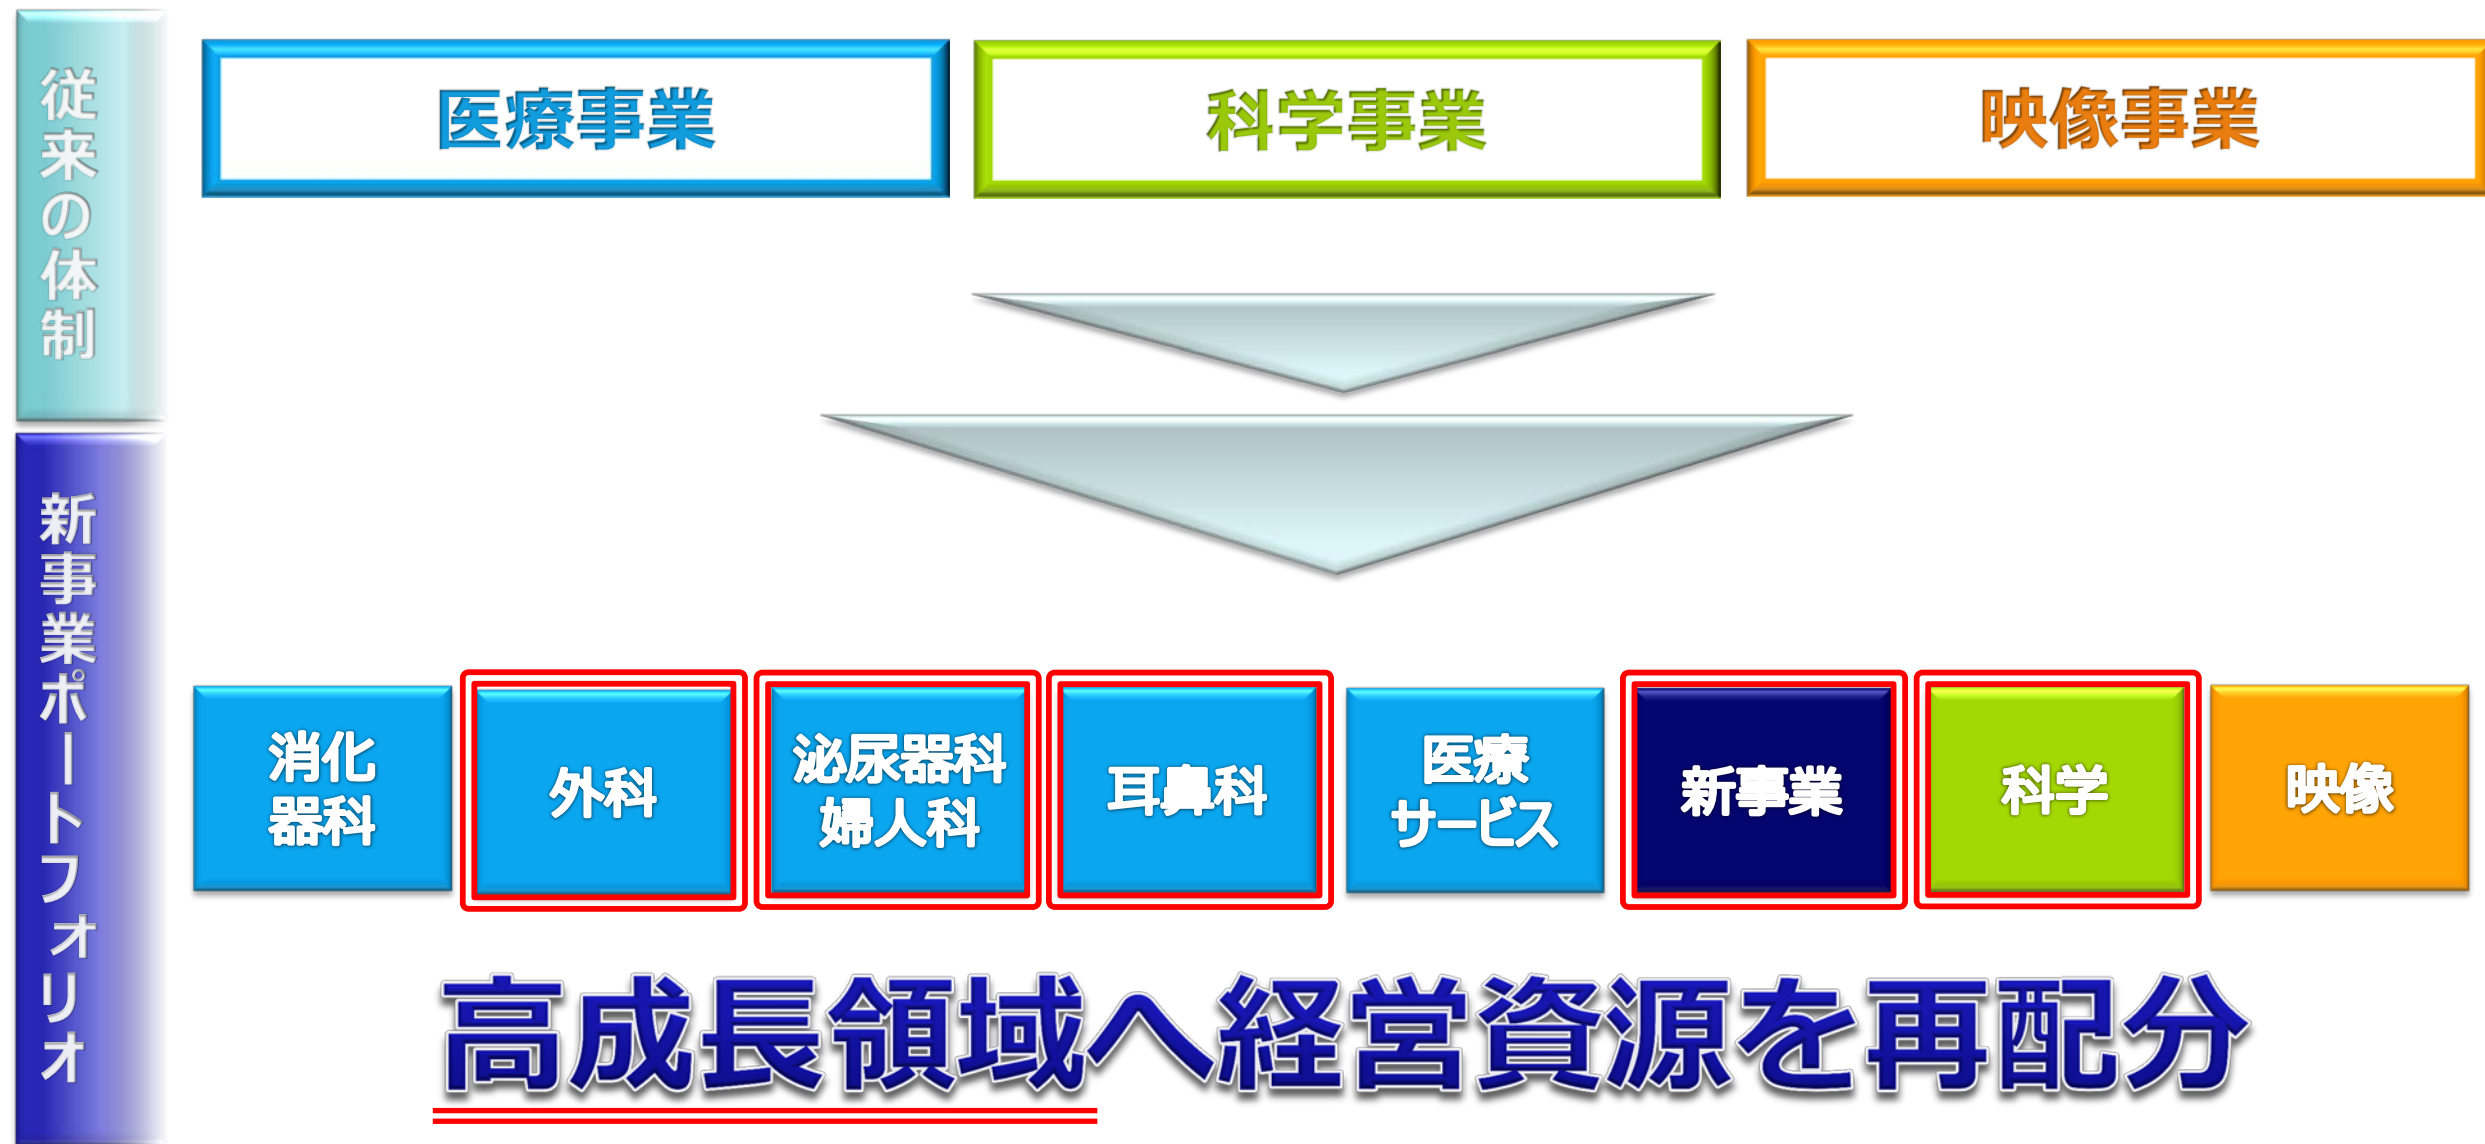 従来の体制
医療事業
科学事業
映像事業
新事業ポートフォリオ
消化
器科
外科
泌尿器科
婦人科
耳鼻科
医療
サービス
新事業
科学
映像
高成長領域へ経営資源を再配分